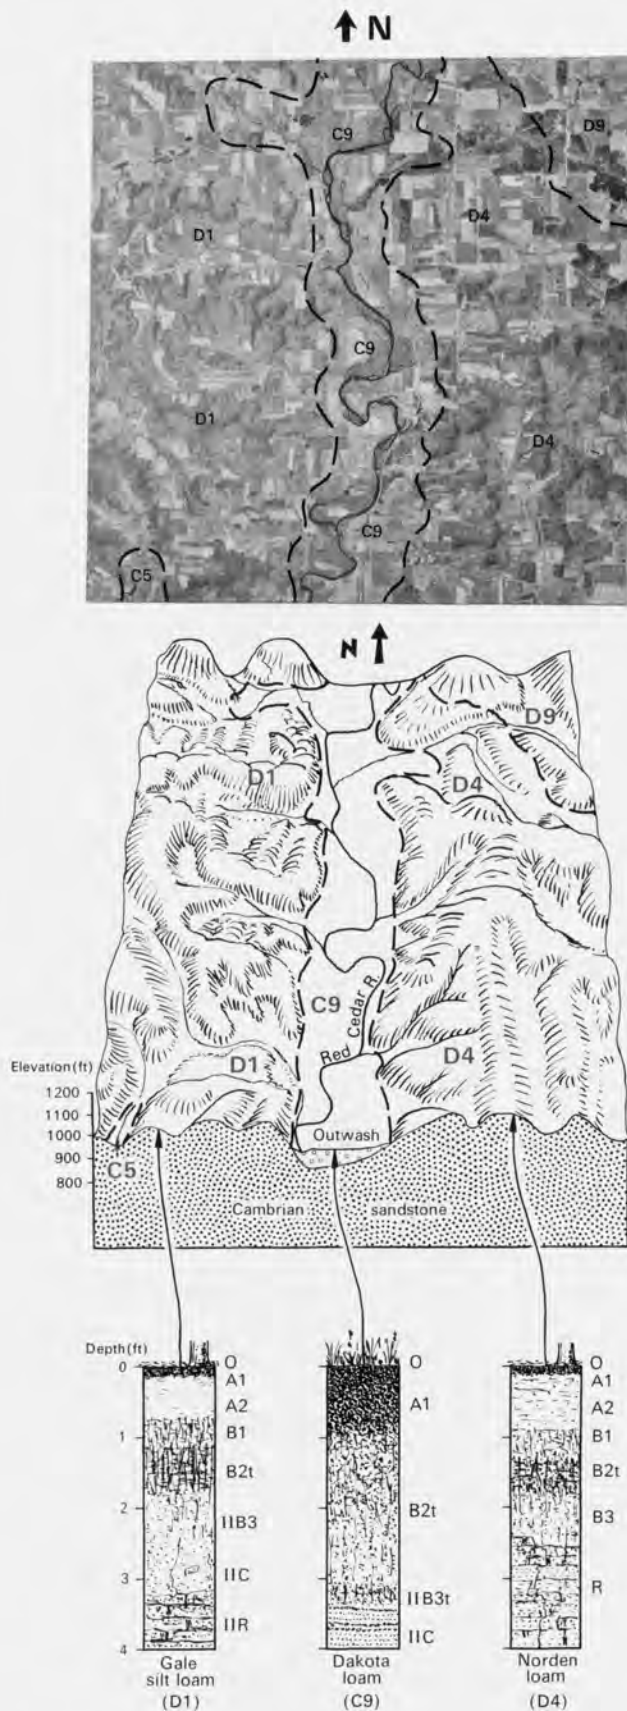 N
C9
D9
D1
D4
C9
D1
D4
C9
C5
N
D9
D1
D4
C9
Red Cedar R.
D1
D4
Elevation (ft)
1200
1100
1000
900
800
Outwash
C5
Cambrian sandstone
Depth (ft)
0
1
2
3
4
O
A1
A2
B1
B2t
IIB3
IIC
IIR
Gale
silt loam
(D1)
O
A1
B2t
IIB3t
IIC
Dakota
loam
(C9)
O
A1
A2
B1
B2t
B3
R
Norden
loam
(D4)